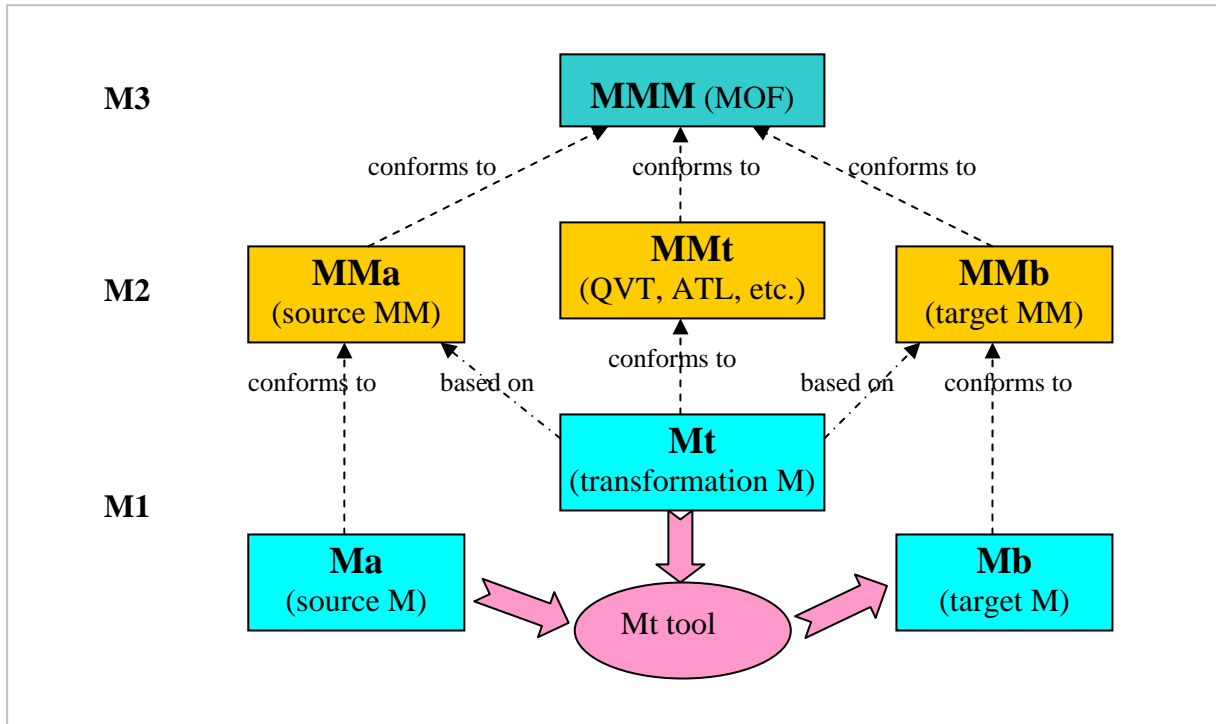 M3
MMM (MOF)
conforms to
conforms to
conforms to
M2
MMa
(source MM)
MMt
(QVT, ATL, etc.)
MMb
(target MM)
conforms to
based on
conforms to
based on
conforms to
M1
Mt
(transformation M)
Ma
(source M)
Mt tool
Mb
(target M)